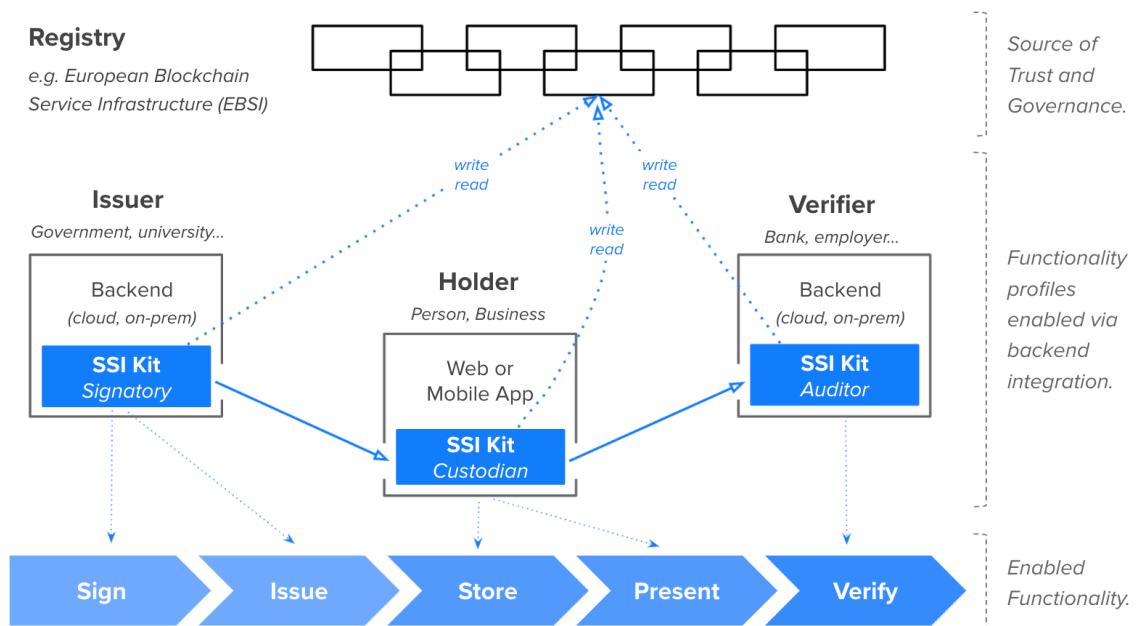 Registry
e.g. European Blockchain
Service Infrastructure (EBSI)
Source of
Trust and
Governance.
write
read
write
read
write
read
Issuer
Government, university...
Backend
(cloud, on-prem)
SSI Kit
Signatory
Holder
Person, Business
Web or
Mobile App
SSI Kit
Custodian
Verifier
Bank, employer...
Backend
(cloud, on-prem)
SSI Kit
Auditor
Functionality
profiles
enabled via
backend
integration.
Sign
Issue
Store
Present
Verify
Enabled
Functionality.